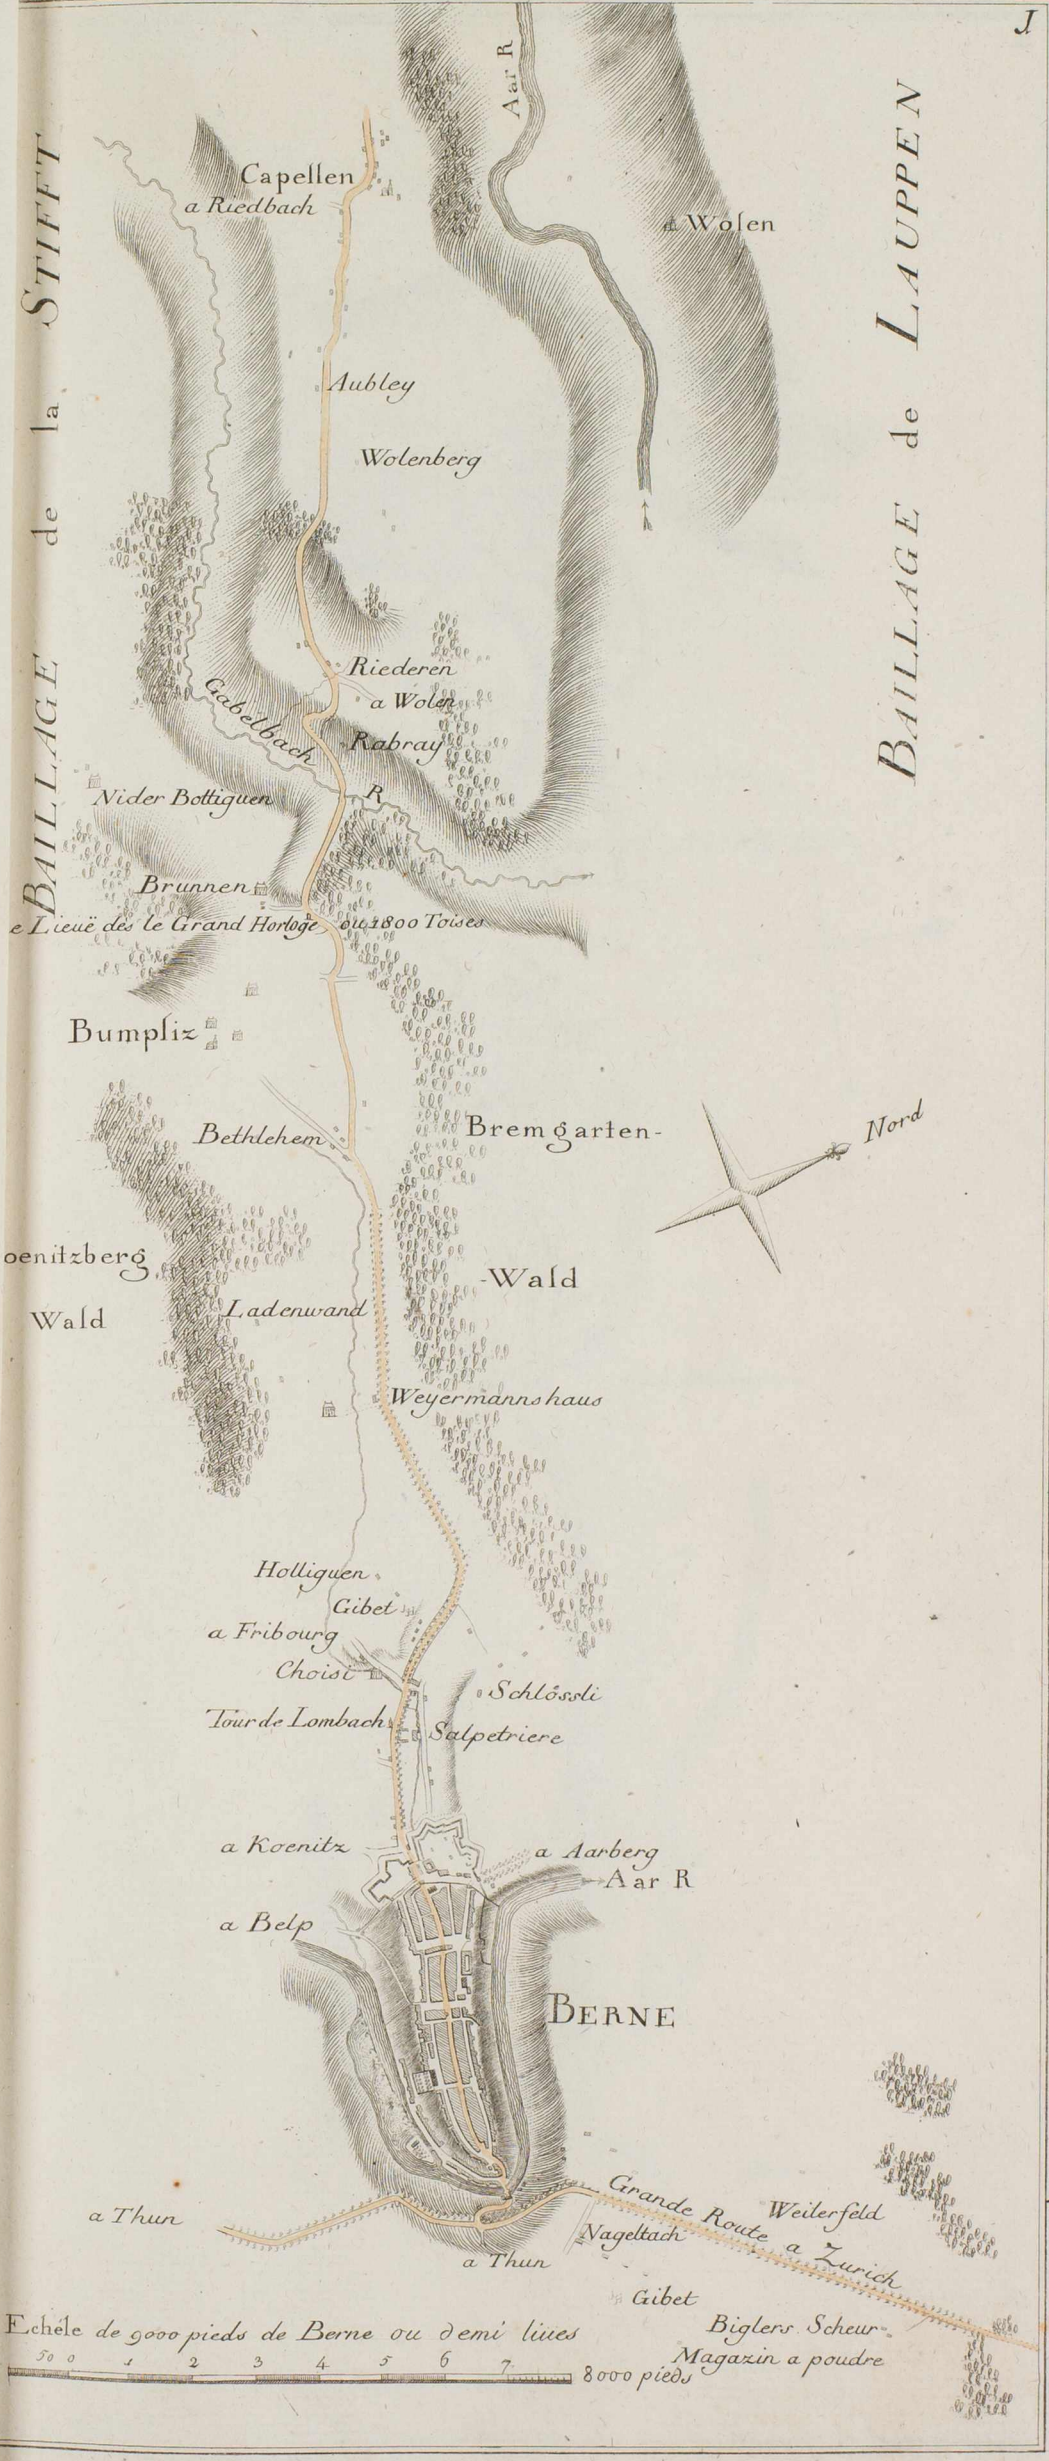 1
Aar R
BAILLAGE de la STIFFT
BAILLAGE de LAUPPEN
Capellen
a Riedbach
Wolen
Aubley
Wolenberg
Riederen
a Wolen
Gabelbach R
Rabray
Nider Bottiguen
Brunnen
e Lieuë des le Grand Horloge ou 1800 Toises
Bumpliz
Bethlehem
Bremgarten-
Nord
oenitzberg
-Wald
Wald
Ladenwand
Weyermannshaus
Holliguen
Gibet
a Fribourg
Choisi
Schlössli
Tour de Lombach
Salpetriere
a Koenitz
a Aarberg
Aar R
a Belp
BERNE
a Thun
Grande Route a Zurich
Weilerfeld
Nageltach
a Thun
Gibet
Biglers Scheur
Magazin a poudre
Echéle de 9000 pieds de Berne ou demi liues
50 0 1 2 3 4 5 6 7 8000 pieds